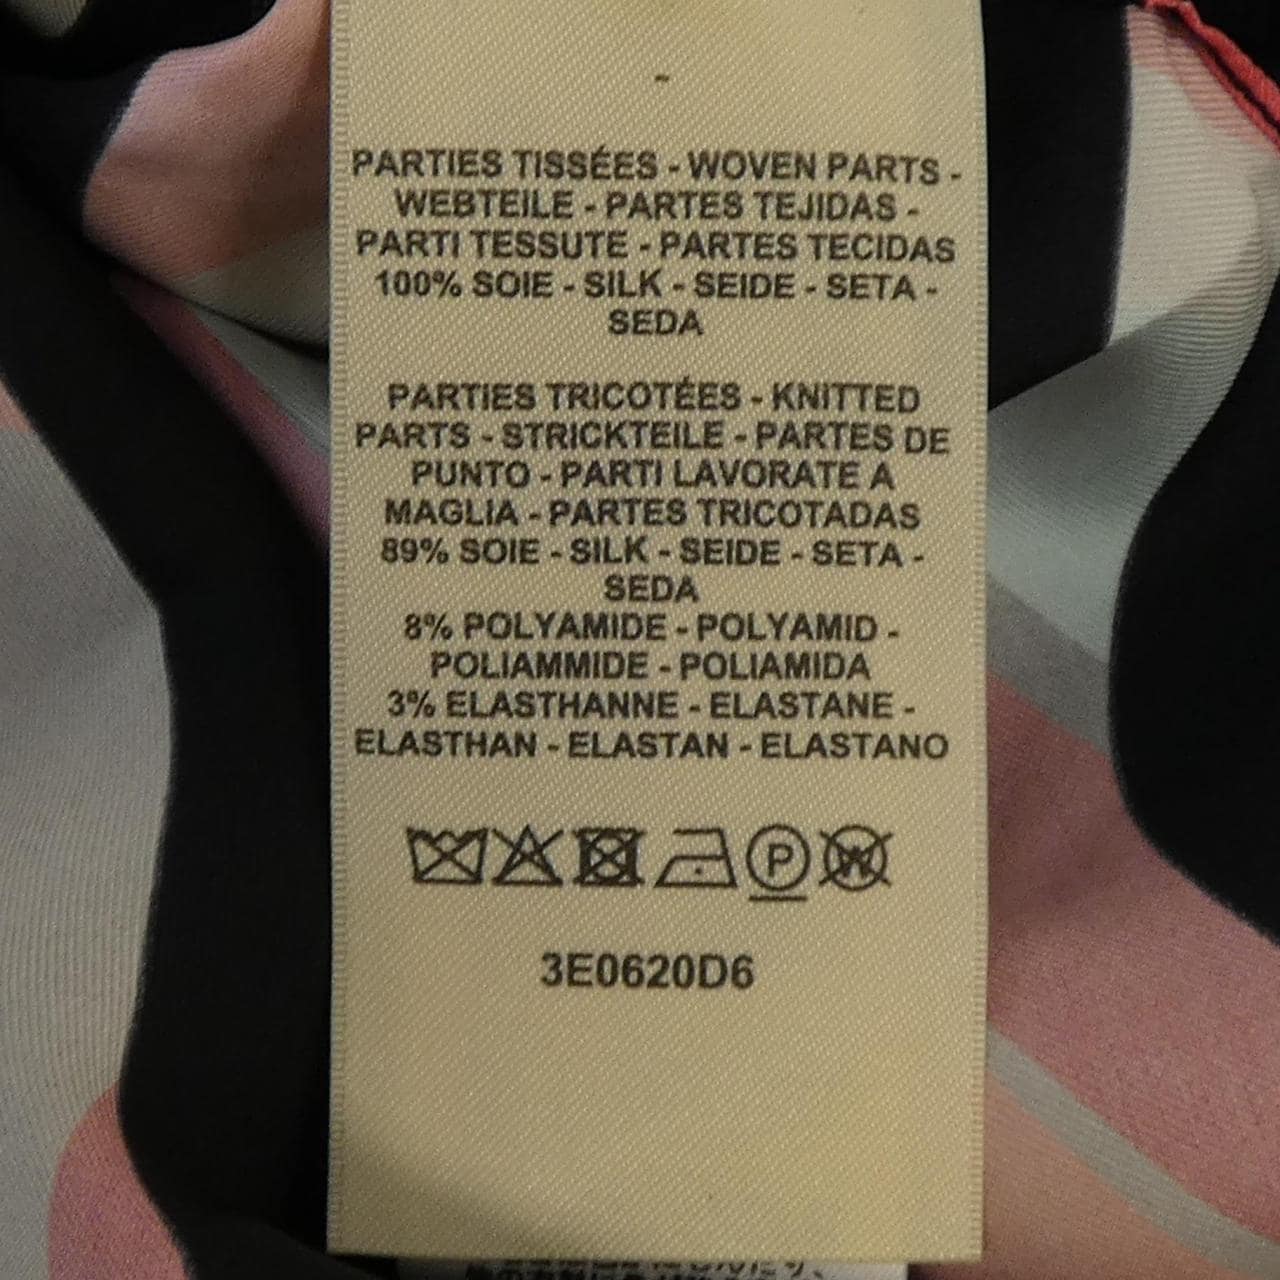 -
PARTIES TISSÉES - WOVEN PARTS -
WEBTEILE - PARTES TEJIDAS -
PARTI TESSUTE - PARTES TECIDAS
100% SOIE - SILK - SEIDE - SETA -
SEDA
PARTIES TRICOTÉES - KNITTED
PARTS - STRICKTEILE - PARTES DE
PUNTO - PARTI LAVORATE A
MAGLIA - PARTES TRICOTADAS
89% SOIE - SILK - SEIDE - SETA -
SEDA
8% POLYAMIDE - POLYAMID -
POLIAMMIDE - POLIAMIDA
3% ELASTHANNE - ELASTANE -
ELASTHAN - ELASTAN - ELASTANO
P W
3E0620D6